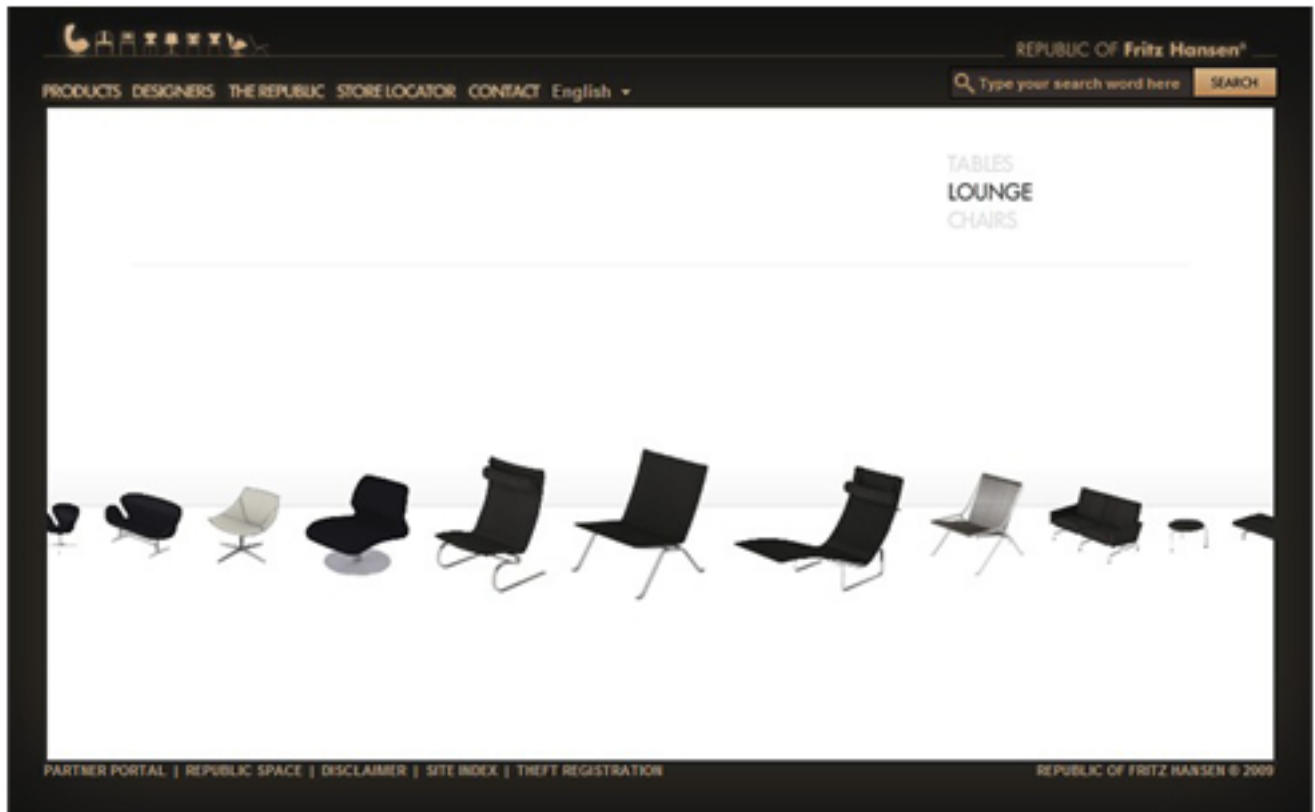 REPUBLIC OF Fritz Hansen®
PRODUCTS DESIGNERS THE REPUBLIC STORE LOCATOR CONTACT English
Type your search word here SEARCH
TABLES
LOUNGE
CHAIRS
PARTNER PORTAL | REPUBLIC SPACE | DISCLAIMER | SITE INDEX | THEFT REGISTRATION
REPUBLIC OF FRITZ HANSEN © 2009